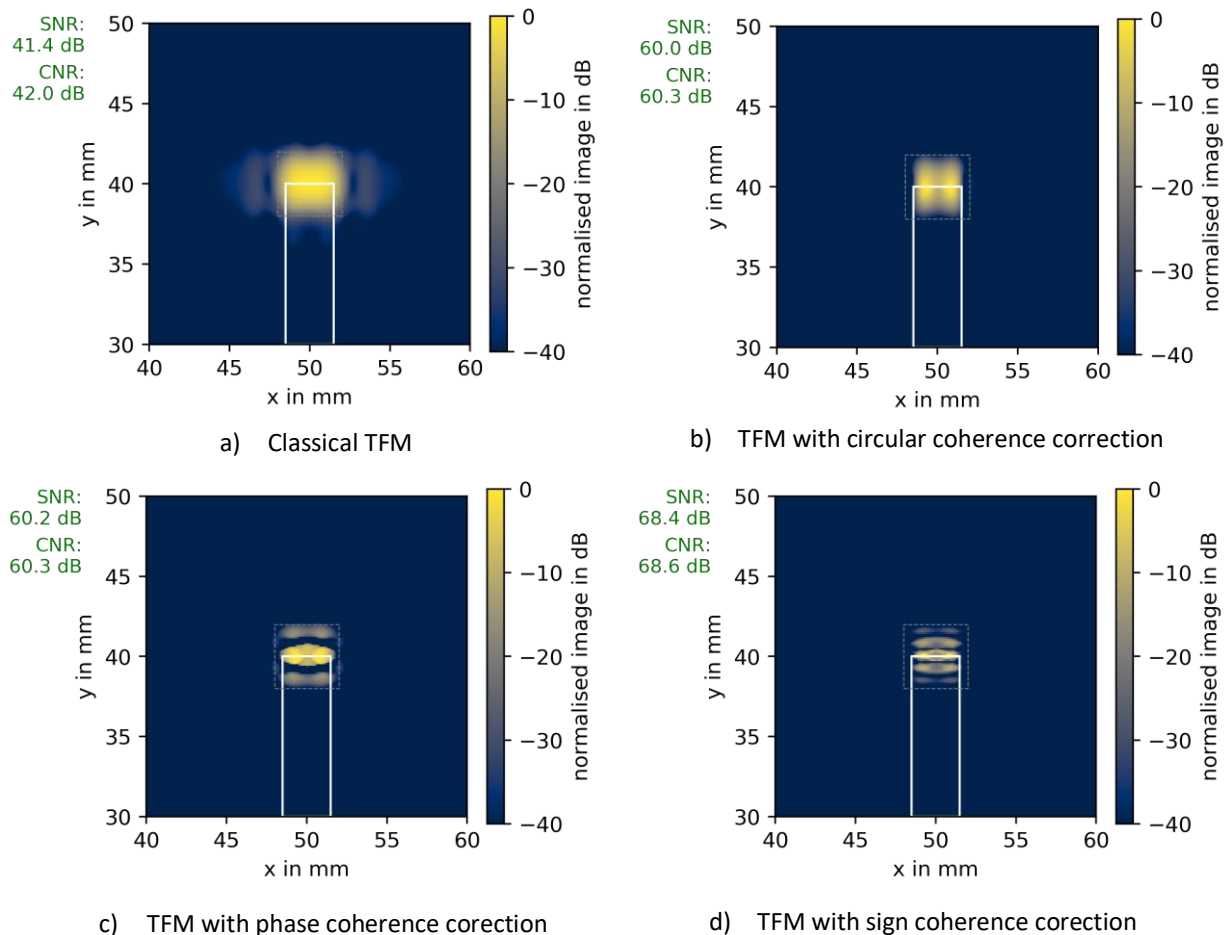 SNR:
41.4 dB
CNR:
42.0 dB
50
45
40
35
30
y in mm
40
45
50
55
60
x in mm
0
−10
−20
−30
−40
normalised image in dB
a) Classical TFM
SNR:
60.0 dB
CNR:
60.3 dB
50
45
40
35
30
y in mm
40
45
50
55
60
x in mm
0
−10
−20
−30
−40
normalised image in dB
b) TFM with circular coherence correction
SNR:
60.2 dB
CNR:
60.3 dB
50
45
40
35
30
y in mm
40
45
50
55
60
x in mm
0
−10
−20
−30
−40
normalised image in dB
c) TFM with phase coherence corection
SNR:
68.4 dB
CNR:
68.6 dB
50
45
40
35
30
y in mm
40
45
50
55
60
x in mm
0
−10
−20
−30
−40
normalised image in dB
d) TFM with sign coherence corection